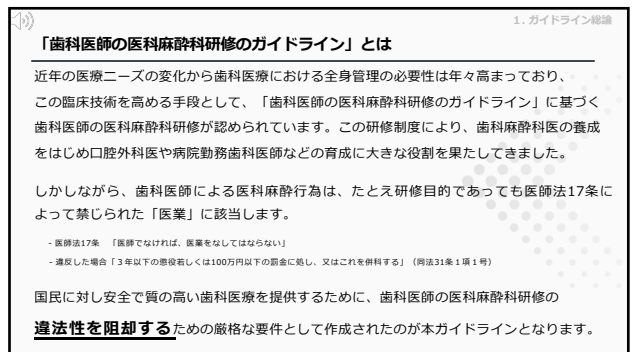 1. ガイドライン総論
「歯科医師の医科麻酔科研修のガイドライン」とは
近年の医療ニーズの変化から歯科医療における全身管理の必要性は年々高まっており、
この臨床技術を高める手段として、「歯科医師の医科麻酔科研修のガイドライン」に基づく
歯科医師の医科麻酔科研修が認められています。この研修制度により、歯科麻酔科医の養成
をはじめ口腔外科医や病院勤務歯科医師などの育成に大きな役割を果たしてきました。
しかしながら、歯科医師による医科麻酔行為は、たとえ研修目的であっても医師法17条に
よって禁じられた「医業」に該当します。
- 医師法17条 「医師でなければ、医業をなしてはならない」
- 違反した場合「３年以下の懲役若しくは100万円以下の罰金に処し、又はこれを併科する」（同法31条１項１号）
国民に対し安全で質の高い歯科医療を提供するために、歯科医師の医科麻酔科研修の
違法性を阻却するための厳格な要件として作成されたのが本ガイドラインとなります。